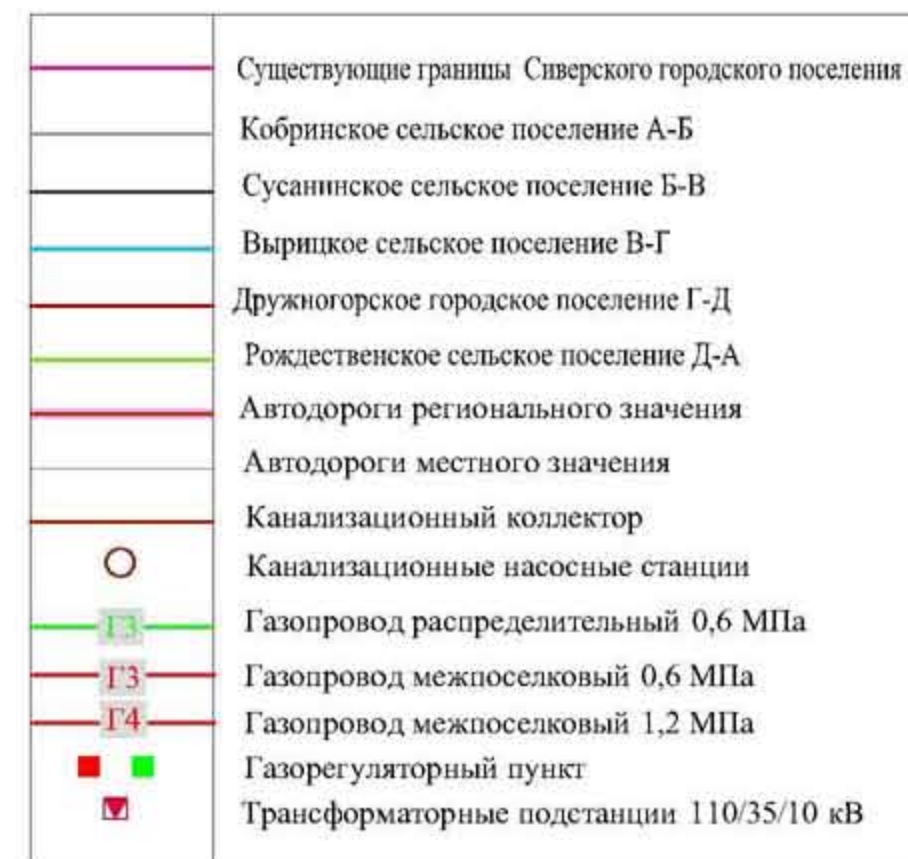 Существующие границы Сиверского городского поселения
Кобринское сельское поселение А-Б
Сусанинское сельское поселение Б-В
Вырицкое сельское поселение В-Г
Дружногорское городское поселение Г-Д
Рождественское сельское поселение Д-А
Автодороги регионального значения
Автодороги местного значения
Канализационный коллектор
Канализационные насосные станции
Г3 Газопровод распределительный 0,6 МПа
Г3 Газопровод межпоселковый 0,6 МПа
Г4 Газопровод межпоселковый 1,2 МПа
Газорегуляторный пункт
Трансформаторные подстанции 110/35/10 кВ